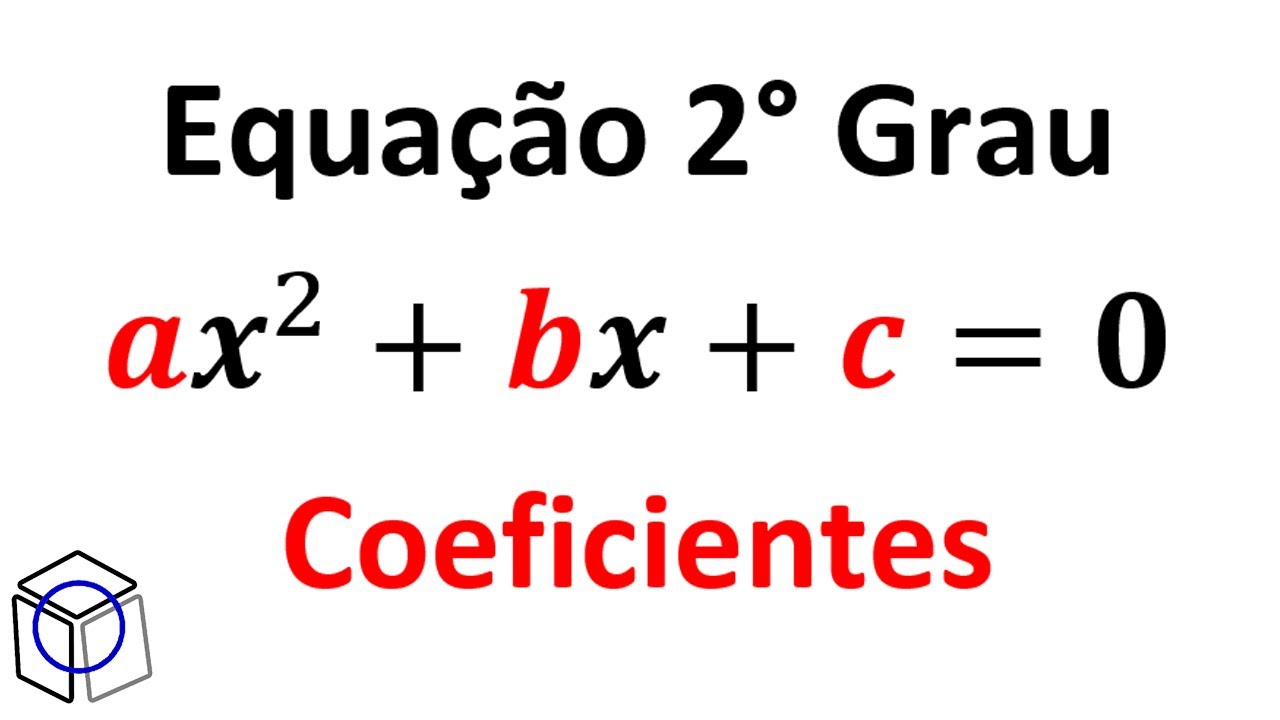 Equação 2° Grau
ax² + bx + c = 0
Coeficientes